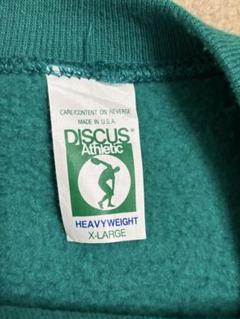 CARE/CONTENT ON REVERSE
MADE IN U.S.A.
DISCUS®
Athletic
HEAVYWEIGHT
X-LARGE